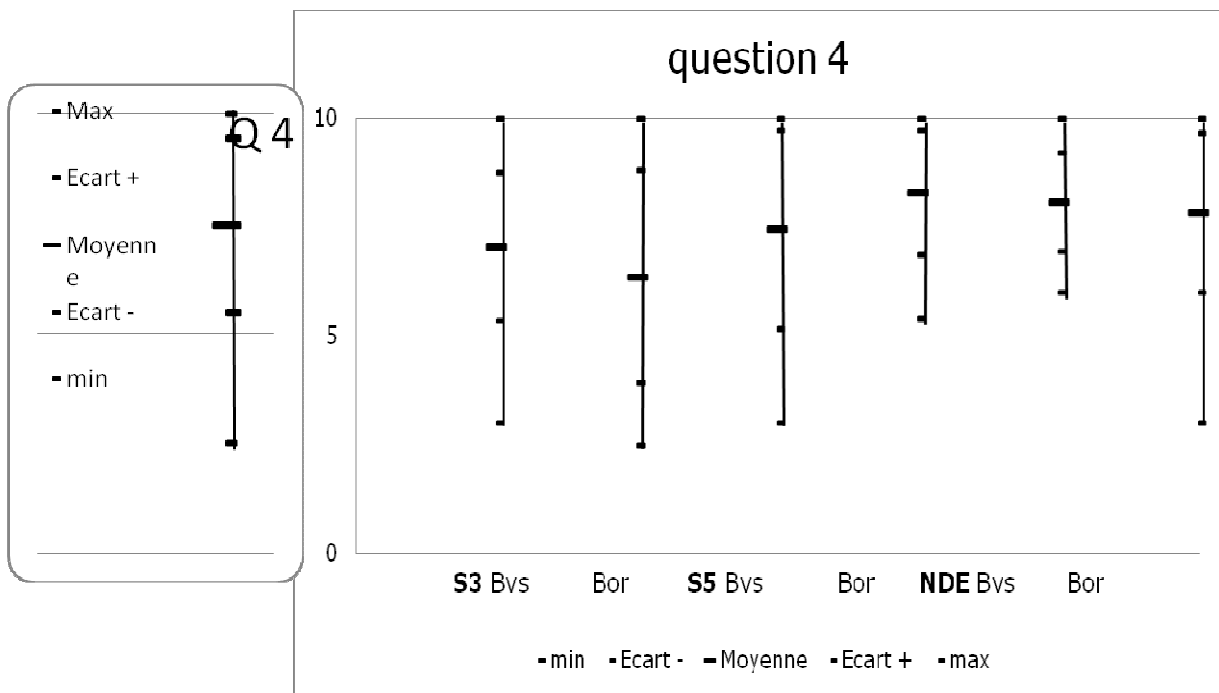 question 4
Max
Q 4
Ecart +
Moyenn
e
Ecart -
min
10
5
0
S3 Bvs Bor S5 Bvs Bor NDE Bvs Bor
min Ecart - Moyenne Ecart + max